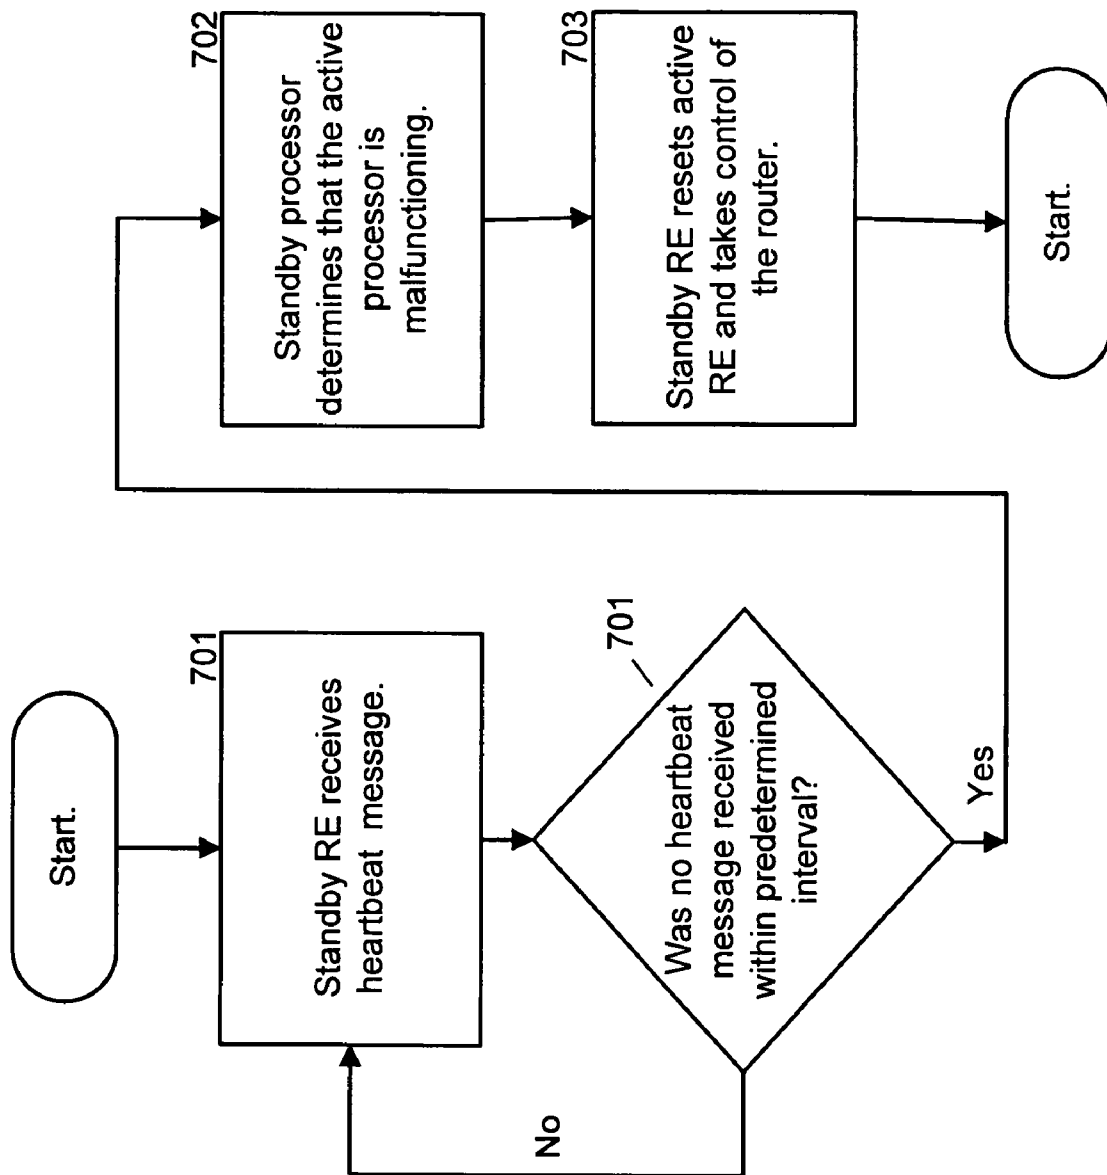 Start.
701
Standby RE receives
heartbeat message.
701
Was no heartbeat
message received
within predetermined
interval?
No
Yes
702
Standby processor
determines that the active
processor is
malfunctioning.
703
Standby RE resets active
RE and takes control of
the router.
Start.